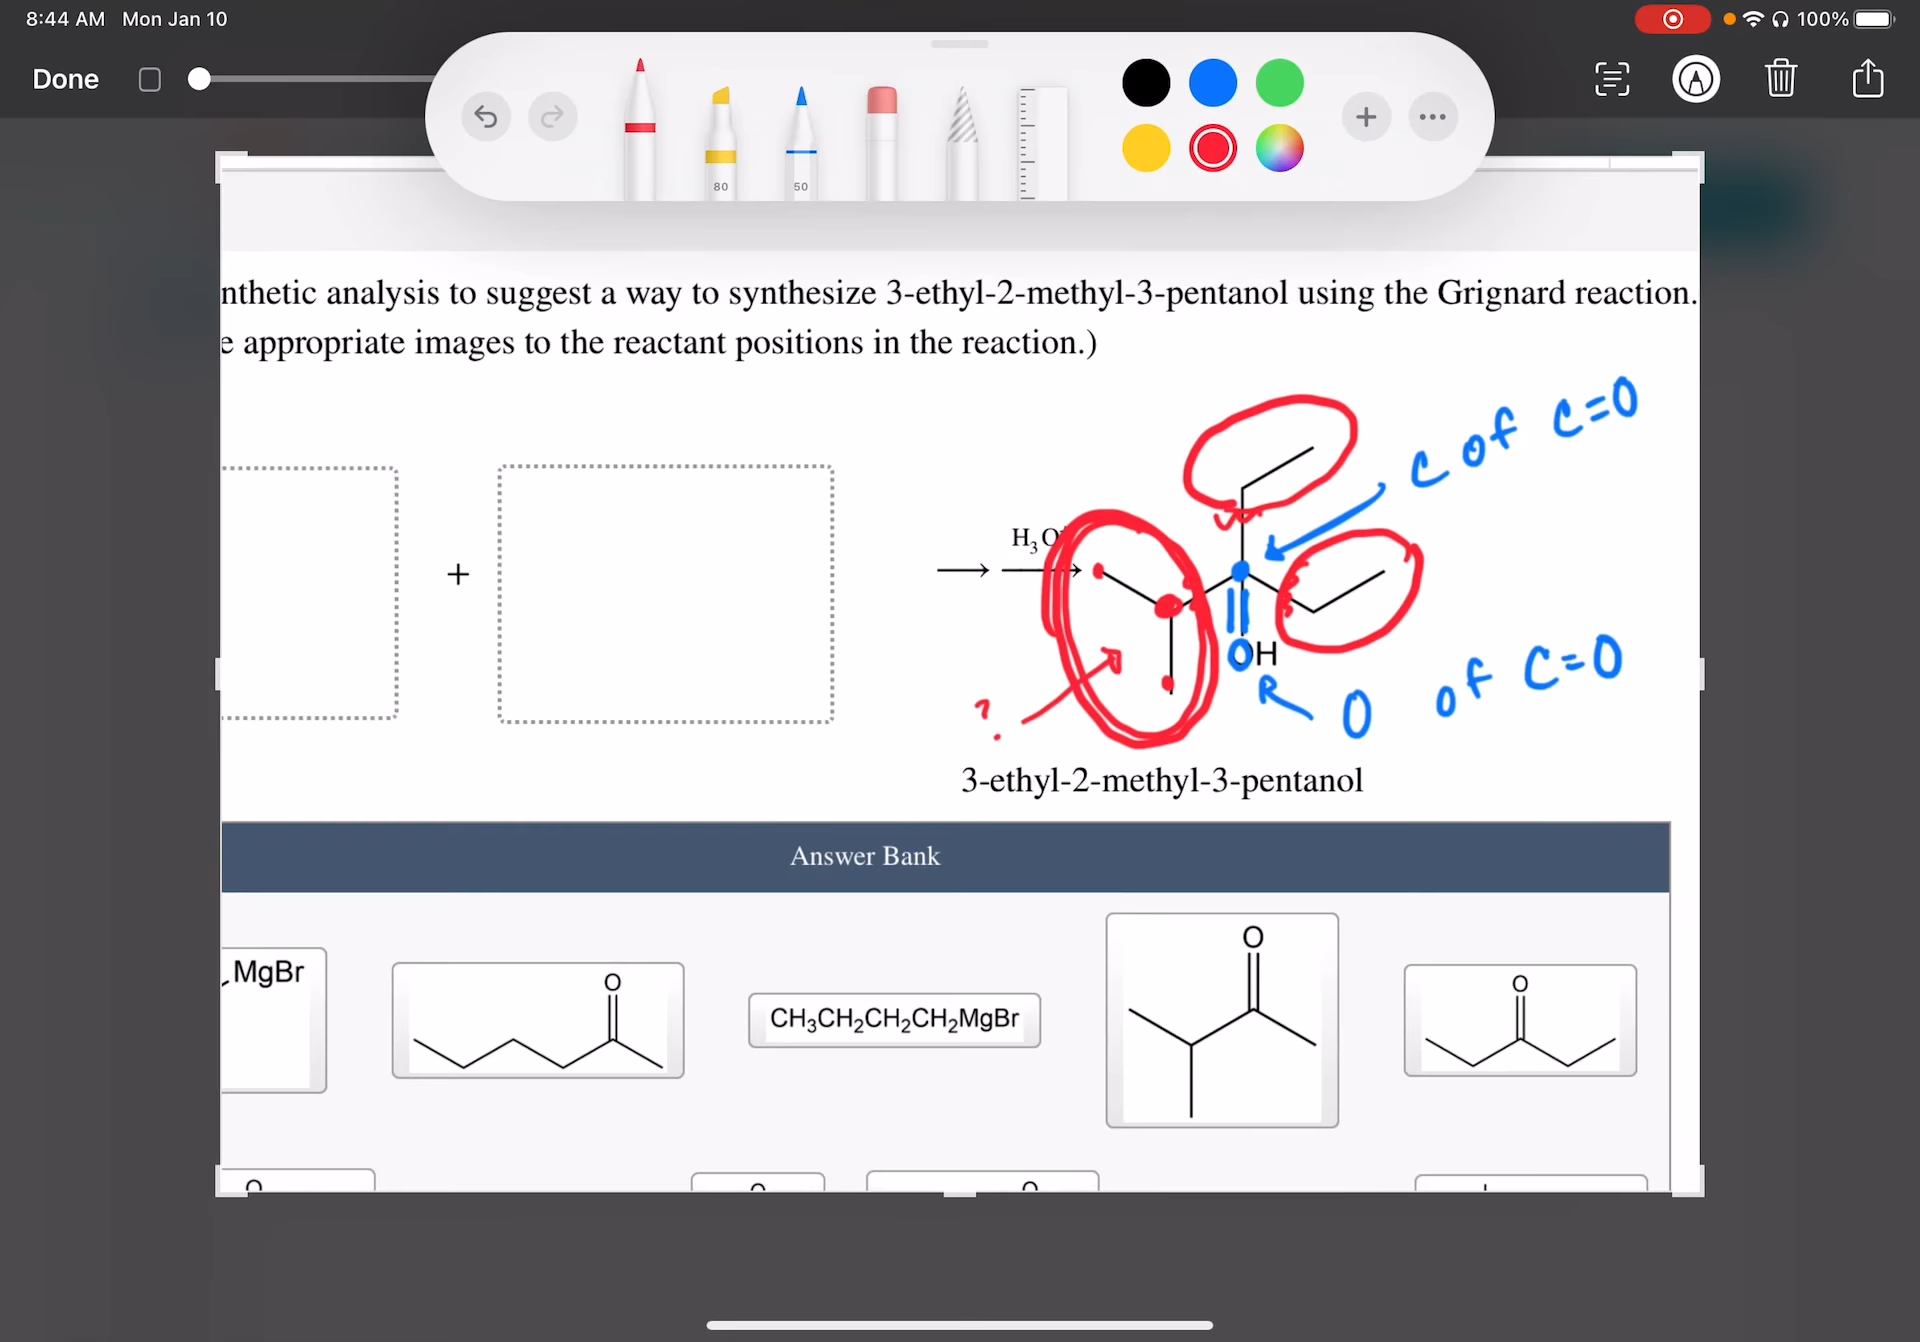 8:44 AM Mon Jan 10
100%
Done
80
50
nthetic analysis to suggest a way to synthesize 3-ethyl-2-methyl-3-pentanol using the Grignard reaction.
e appropriate images to the reactant positions in the reaction.)
C of C=O
+
H₃O
OH
R
O of C=O
?
3-ethyl-2-methyl-3-pentanol
Answer Bank
MgBr
O
CH₃CH₂CH₂CH₂MgBr
O
O